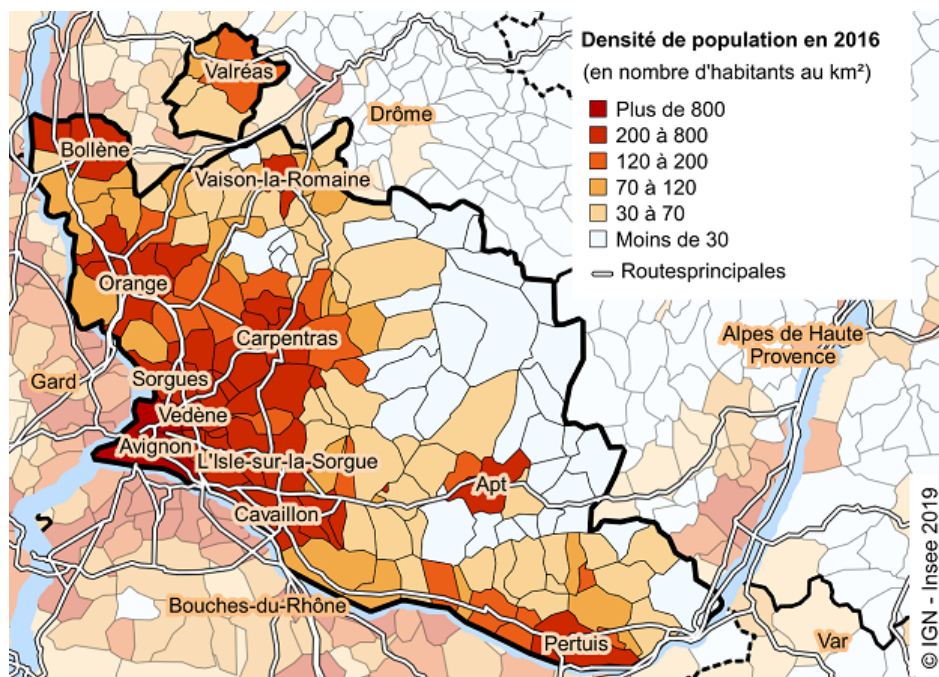 Densité de population en 2016
(en nombre d'habitants au km²)
Plus de 800
200 à 800
120 à 200
70 à 120
30 à 70
Moins de 30
Routesprincipales
Valréas
Drôme
Bollène
Vaison-la-Romaine
Orange
Carpentras
Alpes de Haute
Provence
Gard
Sorgues
Vedène
Avignon
L'Isle-sur-la-Sorgue
Apt
Cavaillon
Bouches-du-Rhône
Pertuis
Var
© IGN - Insee 2019